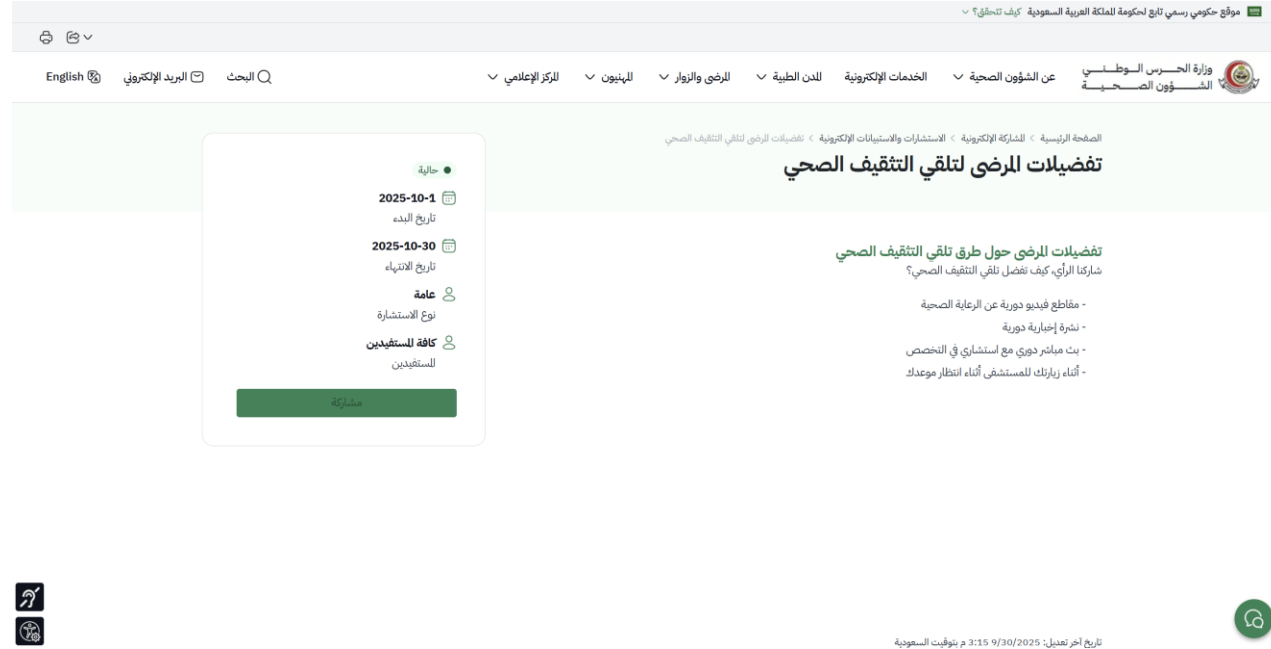 موقع حكومي رسمي تابع لحكومة المملكة العربية السعودية كيف تتحقق؟
وزارة الحرس الوطني
الشؤون الصحية
عن الشؤون الصحية
الخدمات الإلكترونية
المدن الطبية
المرضى والزوار
المهنيون
المركز الإعلامي
البحث
البريد الإلكتروني
English
الصفحة الرئيسية > المشاركة الإلكترونية > الاستشارات والاستبيانات الإلكترونية > تفضيلات المرضى لتلقي التثقيف الصحي
تفضيلات المرضى لتلقي التثقيف الصحي
تفضيلات المرضى حول طرق تلقي التثقيف الصحي
شاركنا الرأي، كيف تفضل تلقي التثقيف الصحي؟
- مقاطع فيديو دورية عن الرعاية الصحية
- نشرة إخبارية دورية
- بث مباشر دوري مع استشاري في التخصص
- أثناء زيارتك للمستشفى أثناء انتظار موعدك
حالية
2025-10-1
تاريخ البدء
2025-10-30
تاريخ الانتهاء
عامة
نوع الاستشارة
كافة المستفيدين
المستفيدين
مشاركة
تاريخ آخر تعديل: 9/30/2025 3:15 م بتوقيت السعودية